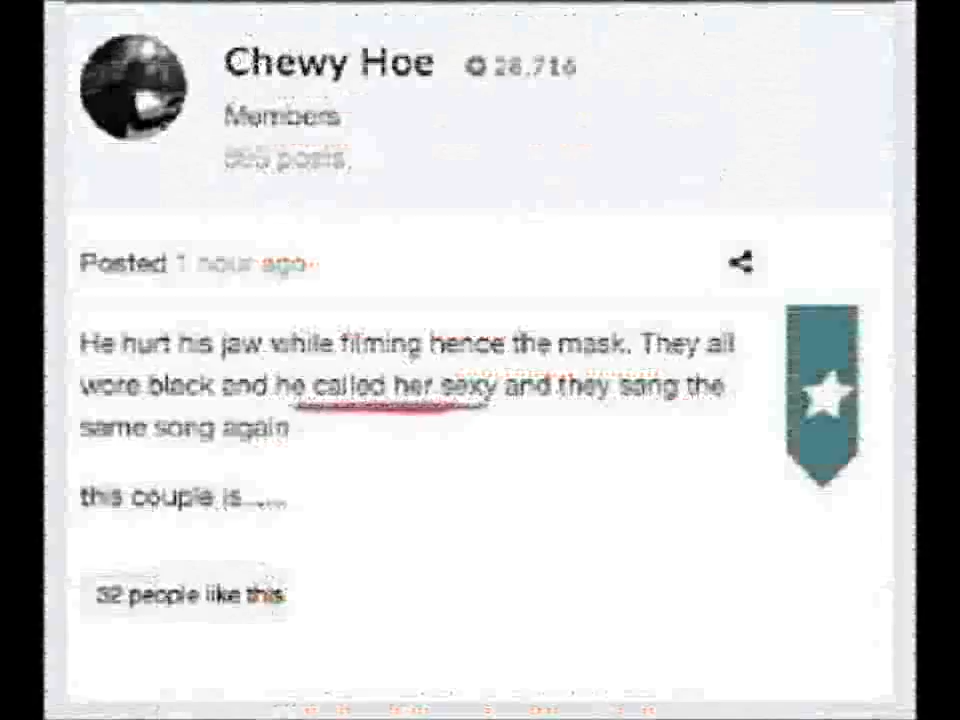 Chewy Hoe 28,716
Members
posts
Posted 1 hour ago
He hurt his jaw while filming hence the mask. They all
wore black and he called her sexy and they sang the
same song again
this couple is......
32 people like this